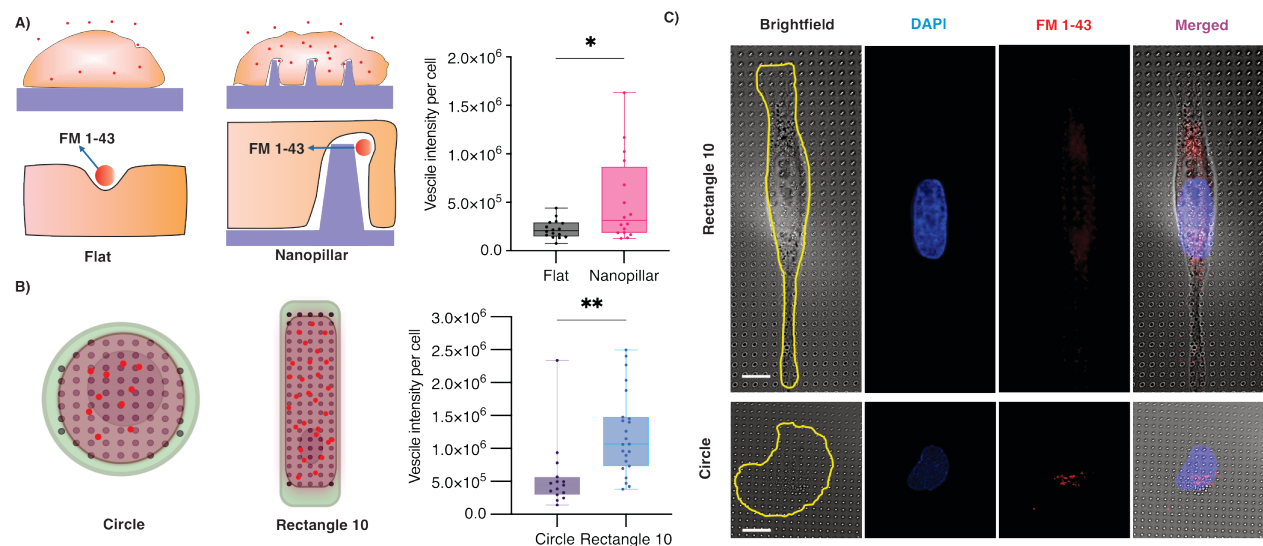 A)
FM 1-43
Flat
FM 1-43
Nanopillar
Vescile intensity per cell
*
2.0×10⁶
1.5×10⁶
1.0×10⁶
5.0×10⁵
0.0
Flat Nanopillar
B)
Circle
Rectangle 10
Vescile intensity per cell
**
3.0×10⁶
2.5×10⁶
2.0×10⁶
1.5×10⁶
1.0×10⁶
5.0×10⁵
0.0
Circle Rectangle 10
C)
Brightfield DAPI FM 1-43 Merged
Rectangle 10
Circle